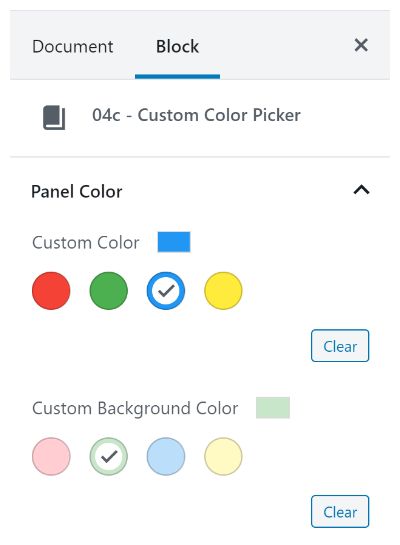 Document Block
04c - Custom Color Picker
Panel Color
Custom Color
Clear
Custom Background Color
Clear